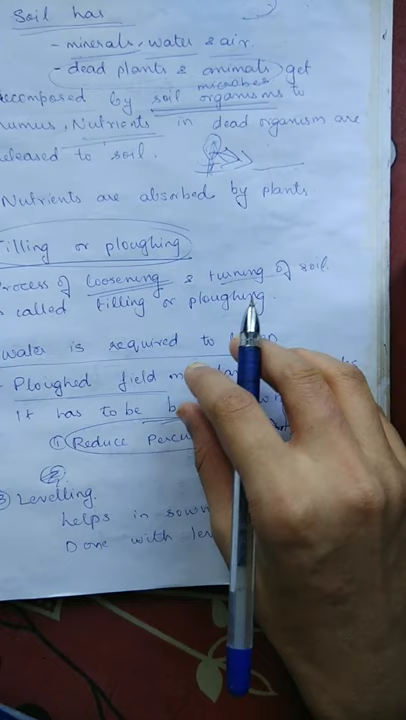 Soil has
- minerals, water & air.
- dead plants & animals get
microbes
decomposed by soil organisms to
humus, Nutrients in dead organism are
released to soil.
Nutrients are absorbed by plants
Tilling or ploughing
Process of loosening & turning of soil.
is called tilling or ploughing.
water is required to
- Ploughed field
It has to be
① Reduce
②
③ Levelling.
helps in
Done with